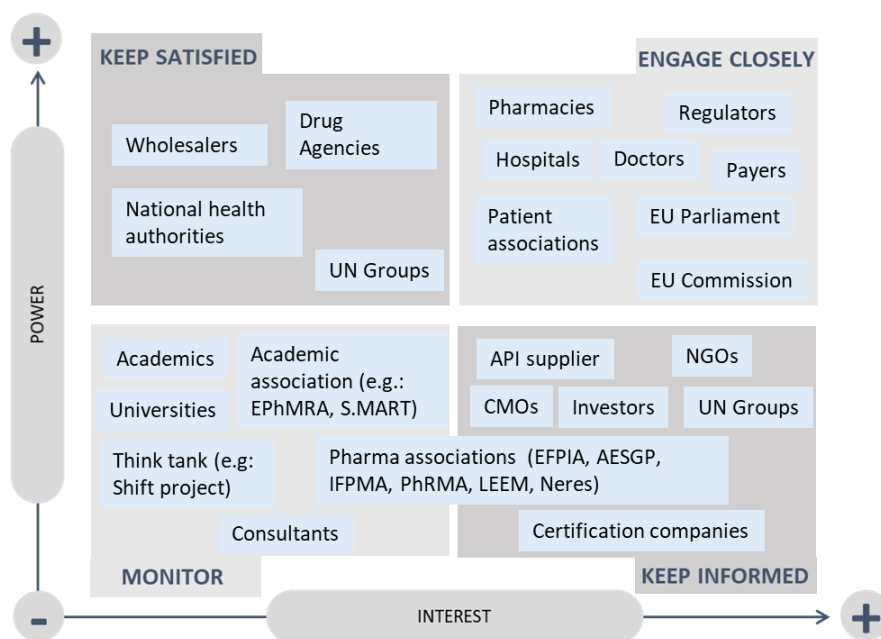 +
KEEP SATISFIED
Wholesalers
Drug
Agencies
National health
authorities
UN Groups
ENGAGE CLOSELY
Pharmacies
Regulators
Hospitals
Doctors
Payers
Patient
associations
EU Parliament
EU Commission
POWER
Academics
Academic
association (e.g.:
EPhMRA, S.MART)
Universities
Think tank (e.g:
Shift project)
Pharma associations (EFPIA, AESGP,
IFPMA, PhRMA, LEEM, Neres)
Consultants
MONITOR
API supplier
NGOs
CMOs
Investors
UN Groups
Certification companies
KEEP INFORMED
-
INTEREST
+